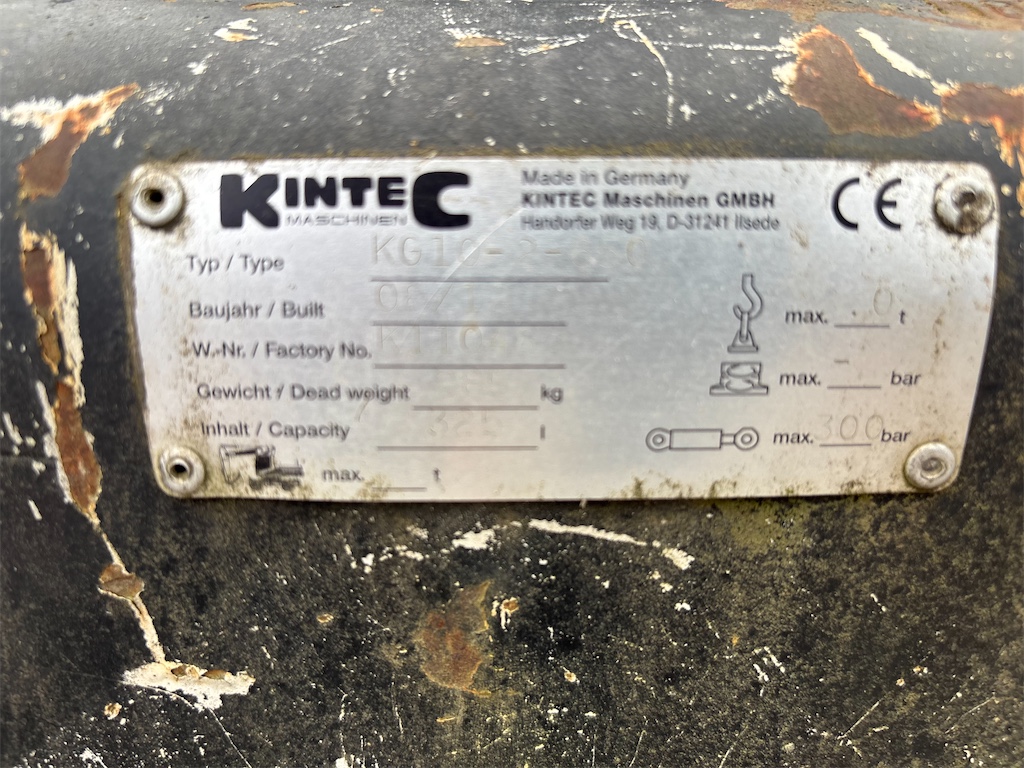 KINTEC
MASCHINEN
Made in Germany
KINTEC Maschinen GMBH
Handorfer Weg 19, D-31241 Ilsede
CE
Typ / Type
Baujahr / Built
W.-Nr. / Factory No.
Gewicht / Dead weight kg
Inhalt / Capacity 325 l
max. t
max. t
max. - bar
max. 300 bar